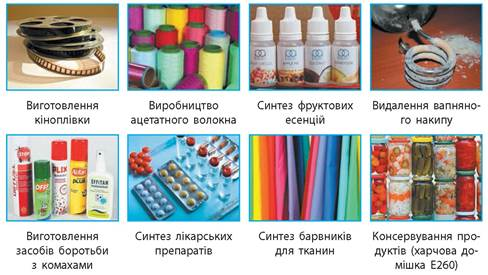 Виготовлення
кіноплівки
Виробництво
ацетатного волокна
Синтез фруктових
есенцій
Видалення вапняно-
го накипу
OFF!
Виготовлення
засобів боротьби
з комахами
Синтез лікарських
препаратів
Синтез барвників
для тканин
Консервування про-
дуктів (харчова до-
мішка Е260)